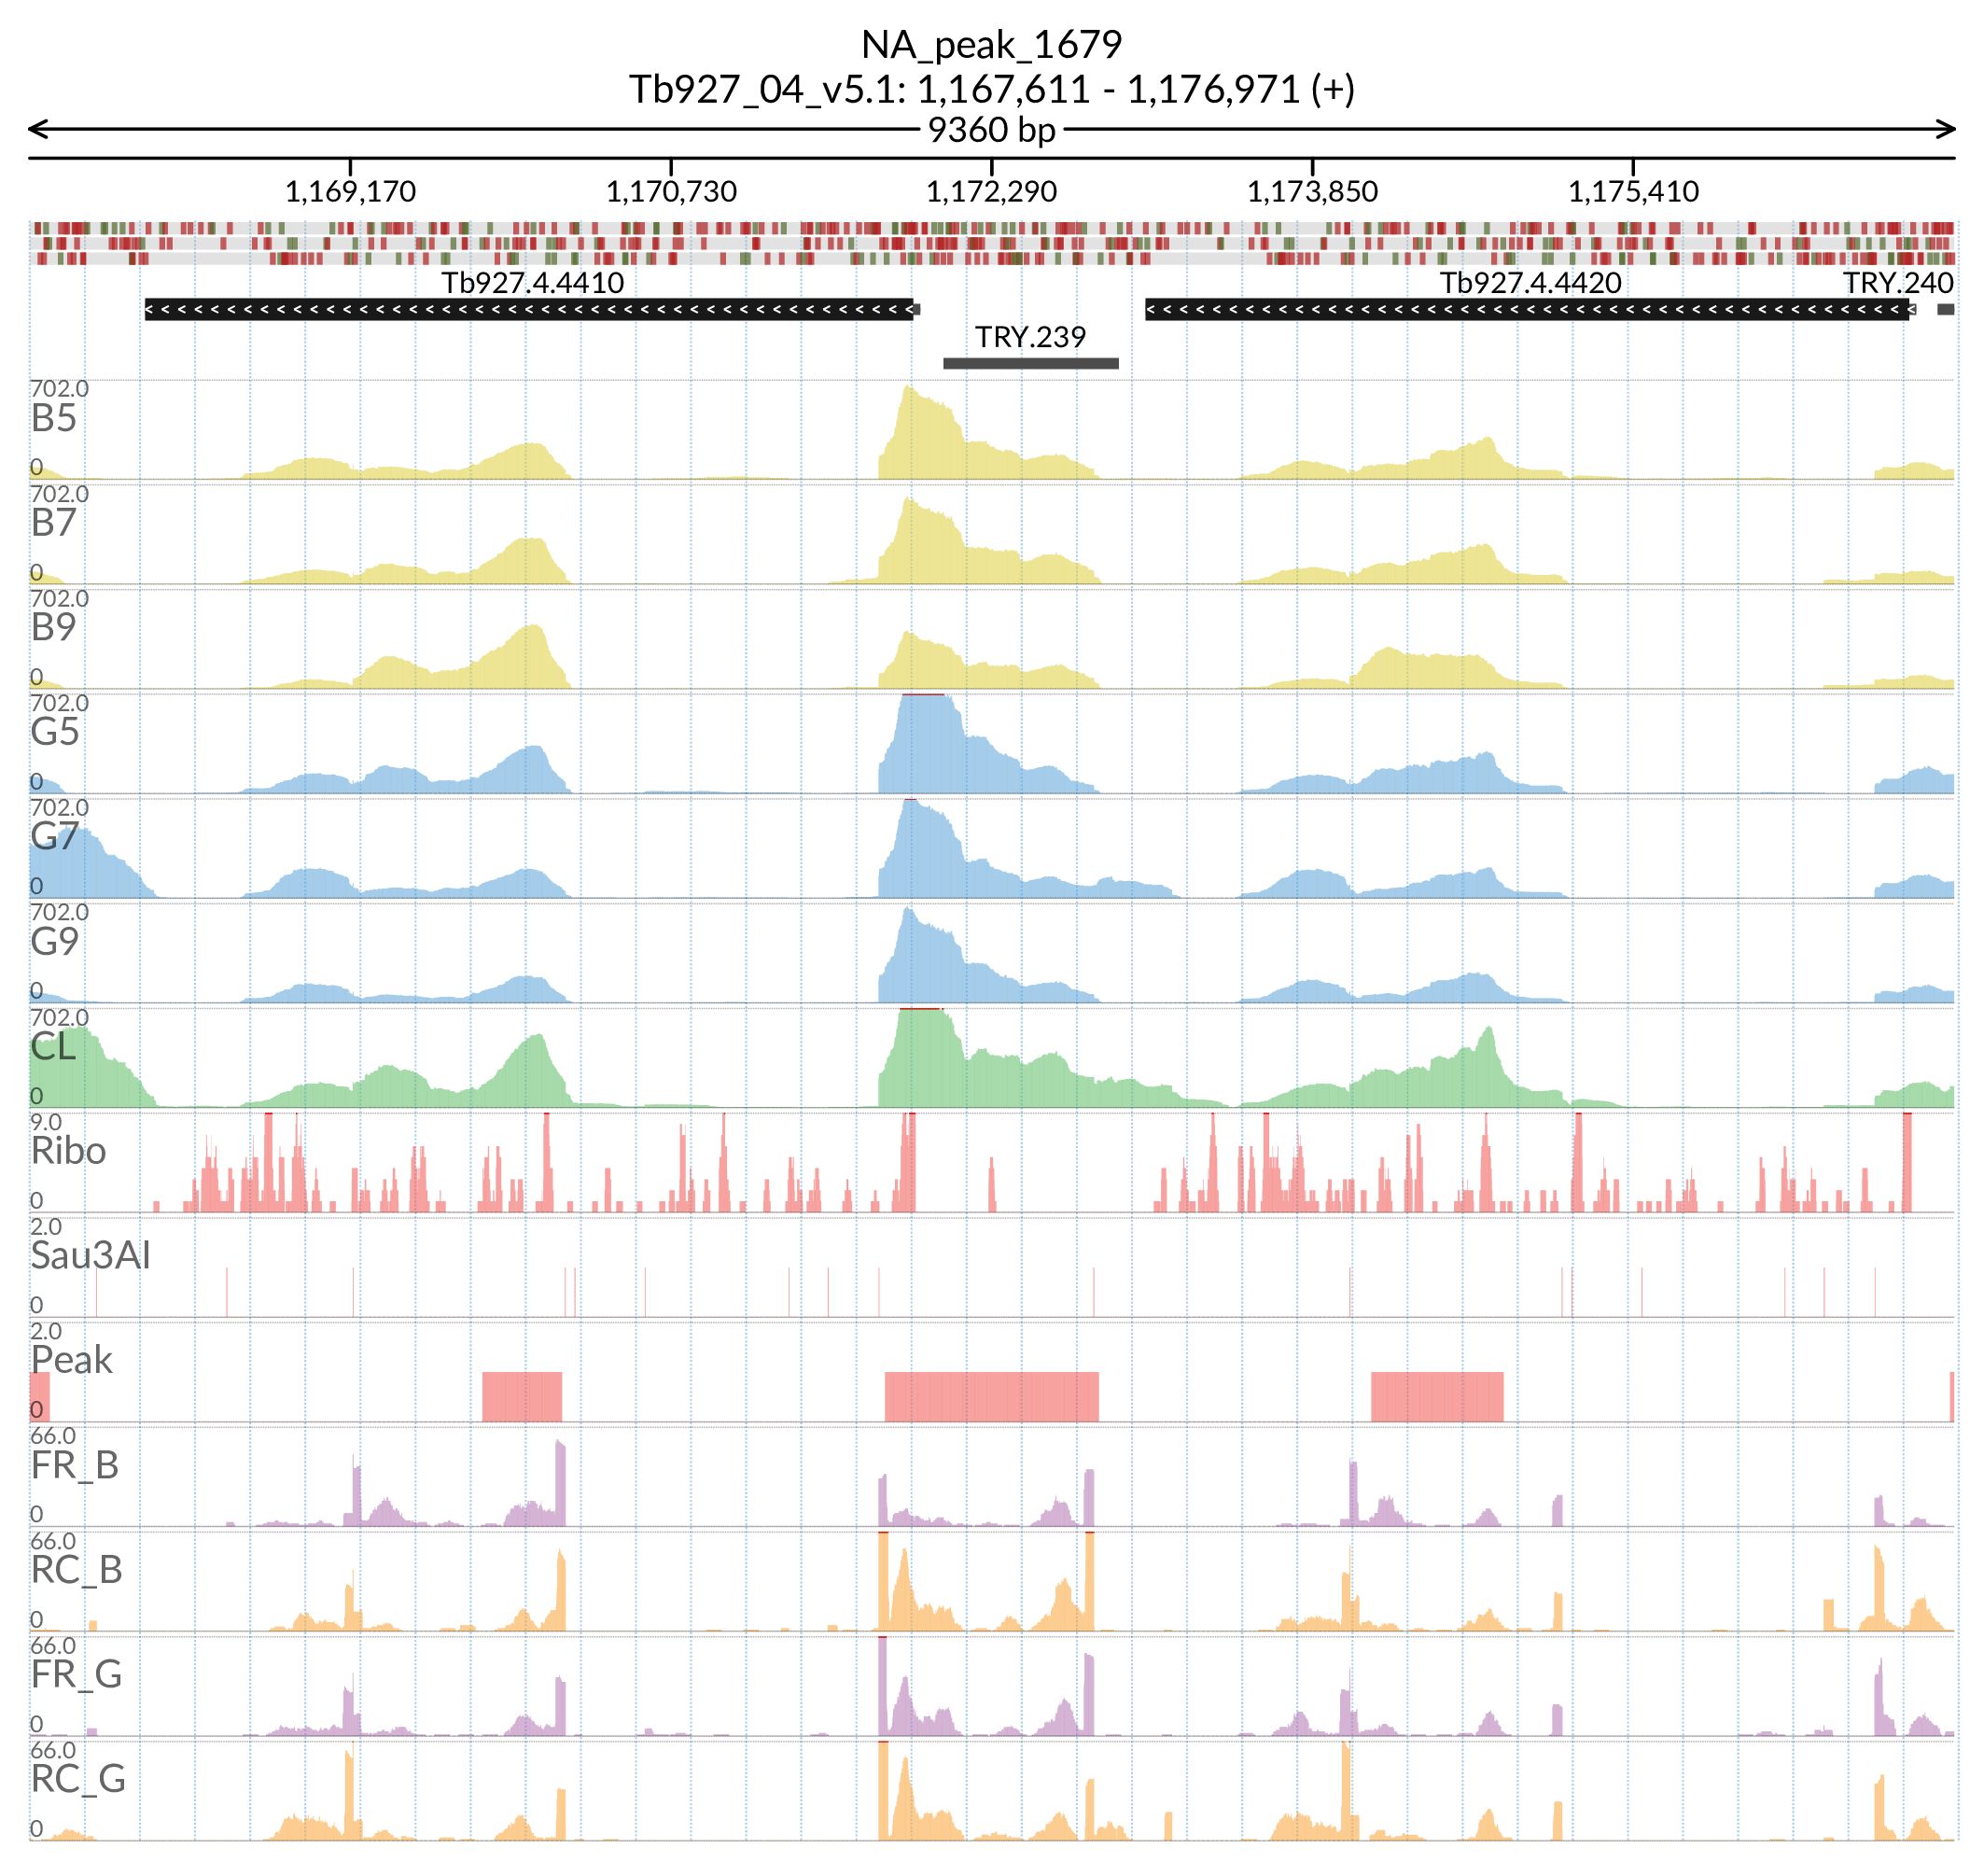 NA_peak_1679
Tb927_04_v5.1: 1,167,611 - 1,176,971 (+)
9360 bp
1,169,170 1,170,730 1,172,290 1,173,850 1,175,410
Tb927.4.4410 Tb927.4.4420 TRY.240
TRY.239
702.0
B5
0
702.0
B7
0
702.0
B9
0
702.0
G5
0
702.0
G7
0
702.0
G9
0
702.0
CL
0
9.0
Ribo
0
2.0
Sau3AI
0
2.0
Peak
0
66.0
FR_B
0
66.0
RC_B
0
66.0
FR_G
0
66.0
RC_G
0